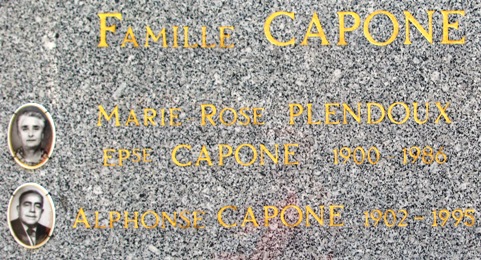 FAMILLE CAPONE
MARIE-ROSE PLENDOUX
EPSE CAPONE 1900-1986
ALPHONSE CAPONE 1902-1995